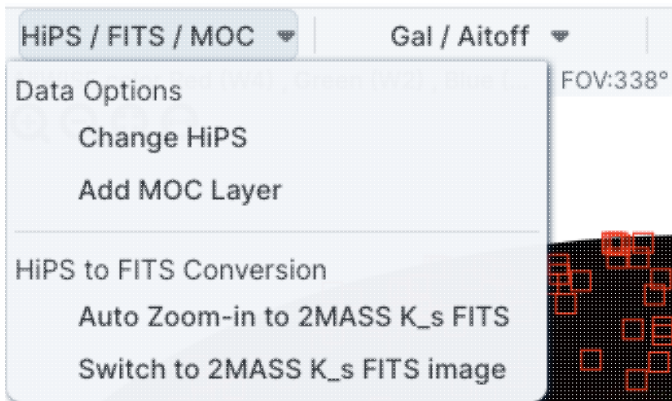 HiPS / FITS / MOC
Gal / Aitoff
FOV:338°
Data Options
Change HiPS
Add MOC Layer
HiPS to FITS Conversion
Auto Zoom-in to 2MASS K_s FITS
Switch to 2MASS K_s FITS image